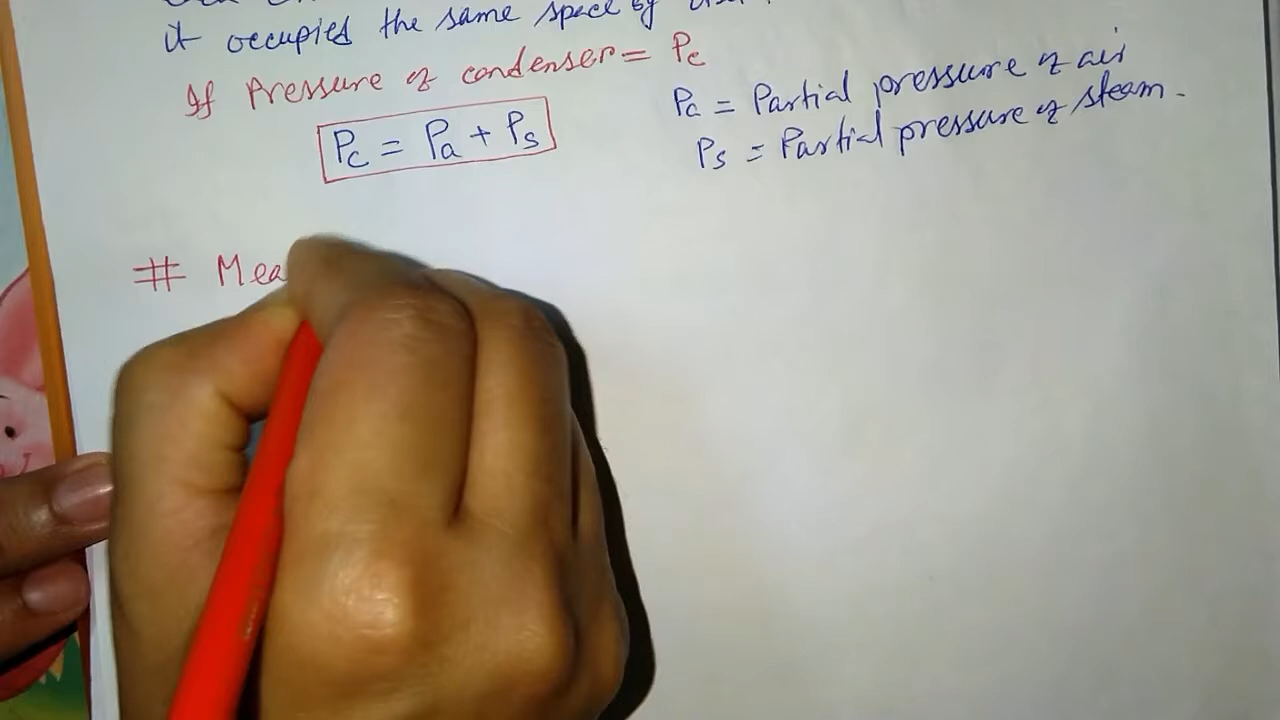 it occupies the same space by
If Pressure of condenser = Pc
Pc = Pa + Ps
Pa = Partial pressure of air
Ps = Partial pressure of steam.
# Mea